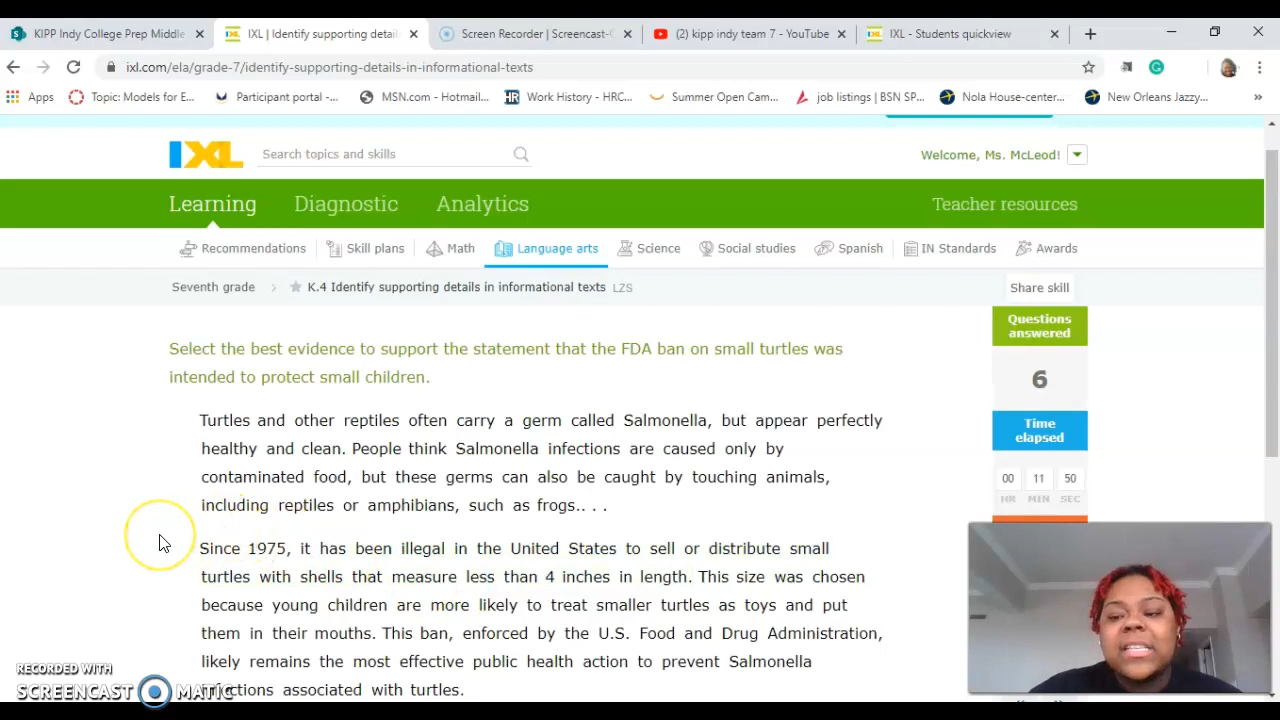 KIPP Indy College Prep Middle
IXL | Identify supporting detail
Screen Recorder | Screencast-
(2) kipp indy team 7 - YouTube
IXL - Students quickview
ixl.com/ela/grade-7/identify-supporting-details-in-informational-texts
Apps
Topic: Models for E...
Participant portal -...
MSN.com - Hotmail...
Work History - HRC...
Summer Open Cam...
job listings | BSN SP...
Nola House-center...
New Orleans Jazzy...
IXL
Search topics and skills
Welcome, Ms. McLeod!
Learning
Diagnostic
Analytics
Teacher resources
Recommendations
Skill plans
Math
Language arts
Science
Social studies
Spanish
IN Standards
Awards
Seventh grade > K.4 Identify supporting details in informational texts LZS
Share skill
Select the best evidence to support the statement that the FDA ban on small turtles was
intended to protect small children.
Turtles and other reptiles often carry a germ called Salmonella, but appear perfectly
healthy and clean. People think Salmonella infections are caused only by
contaminated food, but these germs can also be caught by touching animals,
including reptiles or amphibians, such as frogs.. . .
Since 1975, it has been illegal in the United States to sell or distribute small
turtles with shells that measure less than 4 inches in length. This size was chosen
because young children are more likely to treat smaller turtles as toys and put
them in their mouths. This ban, enforced by the U.S. Food and Drug Administration,
likely remains the most effective public health action to prevent Salmonella
associated with turtles.
Questions
answered
6
Time
elapsed
00 11 50
HR MIN SEC
RECORDED WITH
SCREENCAST MATIC